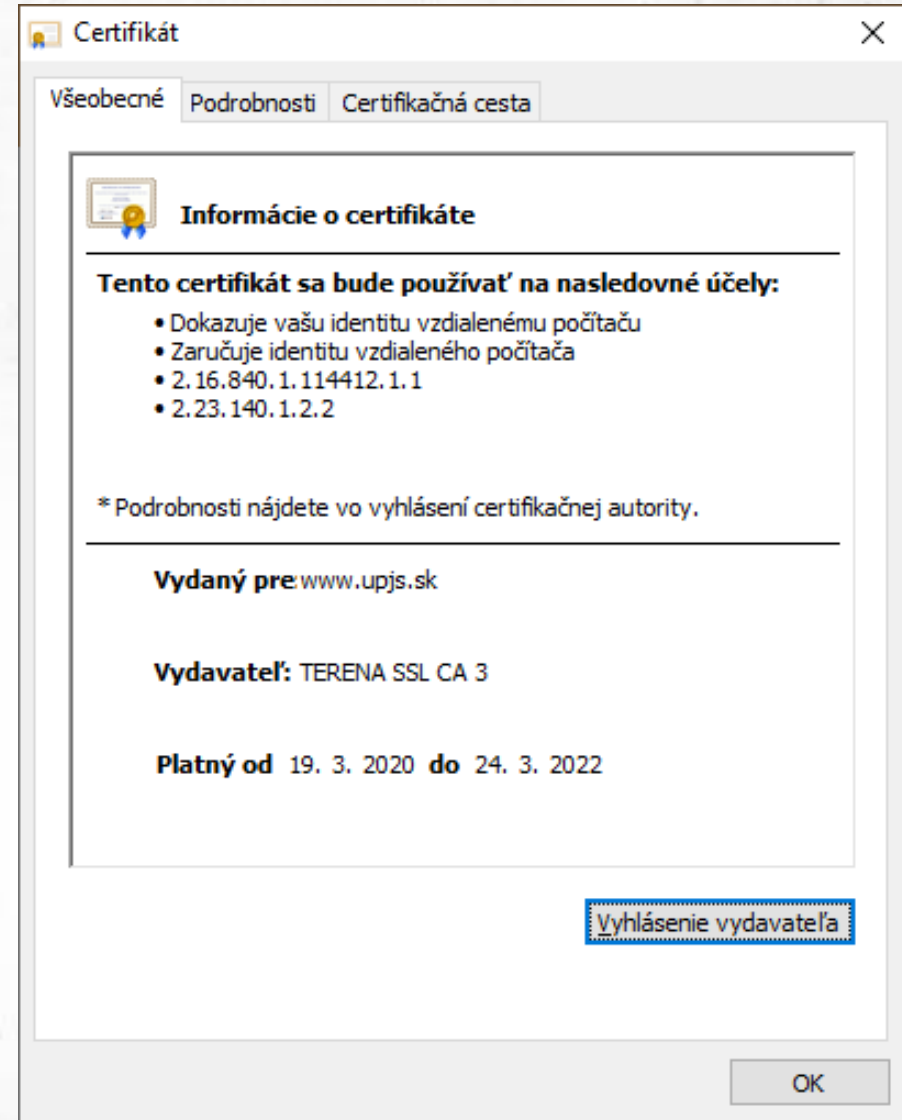 Certifikát
Všeobecné Podrobnosti Certifikačná cesta
Informácie o certifikáte
Tento certifikát sa bude používať na nasledovné účely:
• Dokazuje vašu identitu vzdialenému počítaču
• Zaručuje identitu vzdialeného počítača
• 2.16.840.1.114412.1.1
• 2.23.140.1.2.2
* Podrobnosti nájdete vo vyhlásení certifikačnej autority.
Vydaný pre: www.upjs.sk
Vydavateľ: TERENA SSL CA 3
Platný od 19. 3. 2020 do 24. 3. 2022
Vyhlásenie vydavateľa
OK